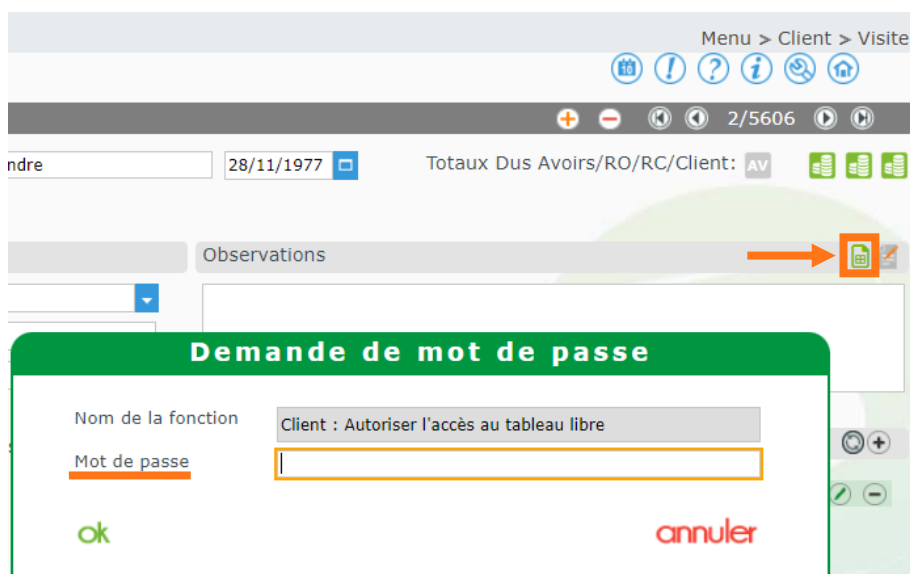 Menu > Client > Visite
10 ! ? i
2/5606
ndre 28/11/1977 Totaux Dus Avoirs/RO/RC/Client: AV
Observations
Demande de mot de passe
Nom de la fonction Client : Autoriser l'accès au tableau libre
Mot de passe
ok annuler